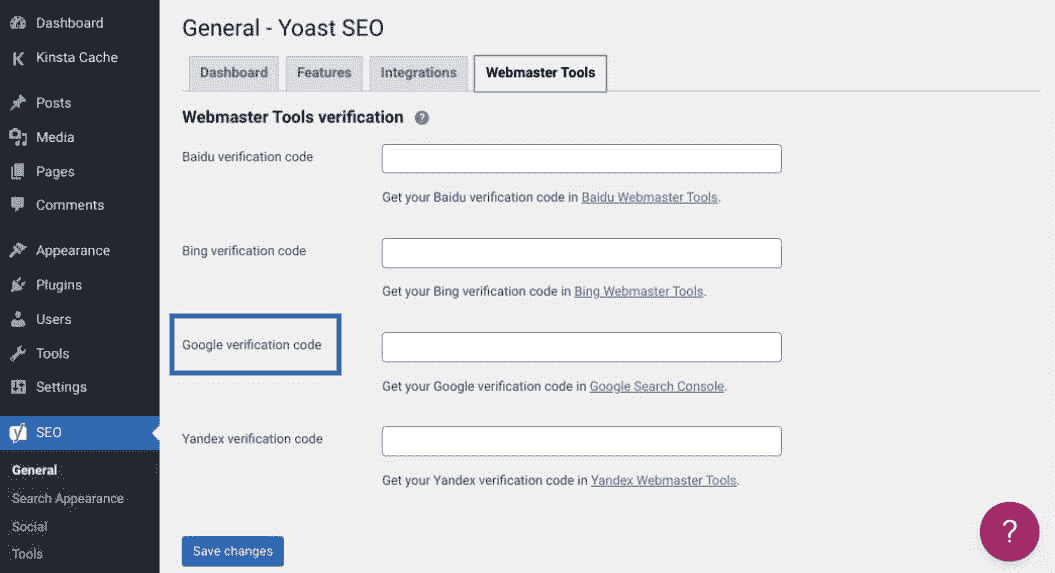 Dashboard
Kinsta Cache
Posts
Media
Pages
Comments
Appearance
Plugins
Users
Tools
Settings
SEO
General
Search Appearance
Social
Tools
General - Yoast SEO
Dashboard Features Integrations Webmaster Tools
Webmaster Tools verification ?
Baidu verification code
Get your Baidu verification code in Baidu Webmaster Tools.
Bing verification code
Get your Bing verification code in Bing Webmaster Tools.
Google verification code
Get your Google verification code in Google Search Console.
Yandex verification code
Get your Yandex verification code in Yandex Webmaster Tools.
Save changes
?